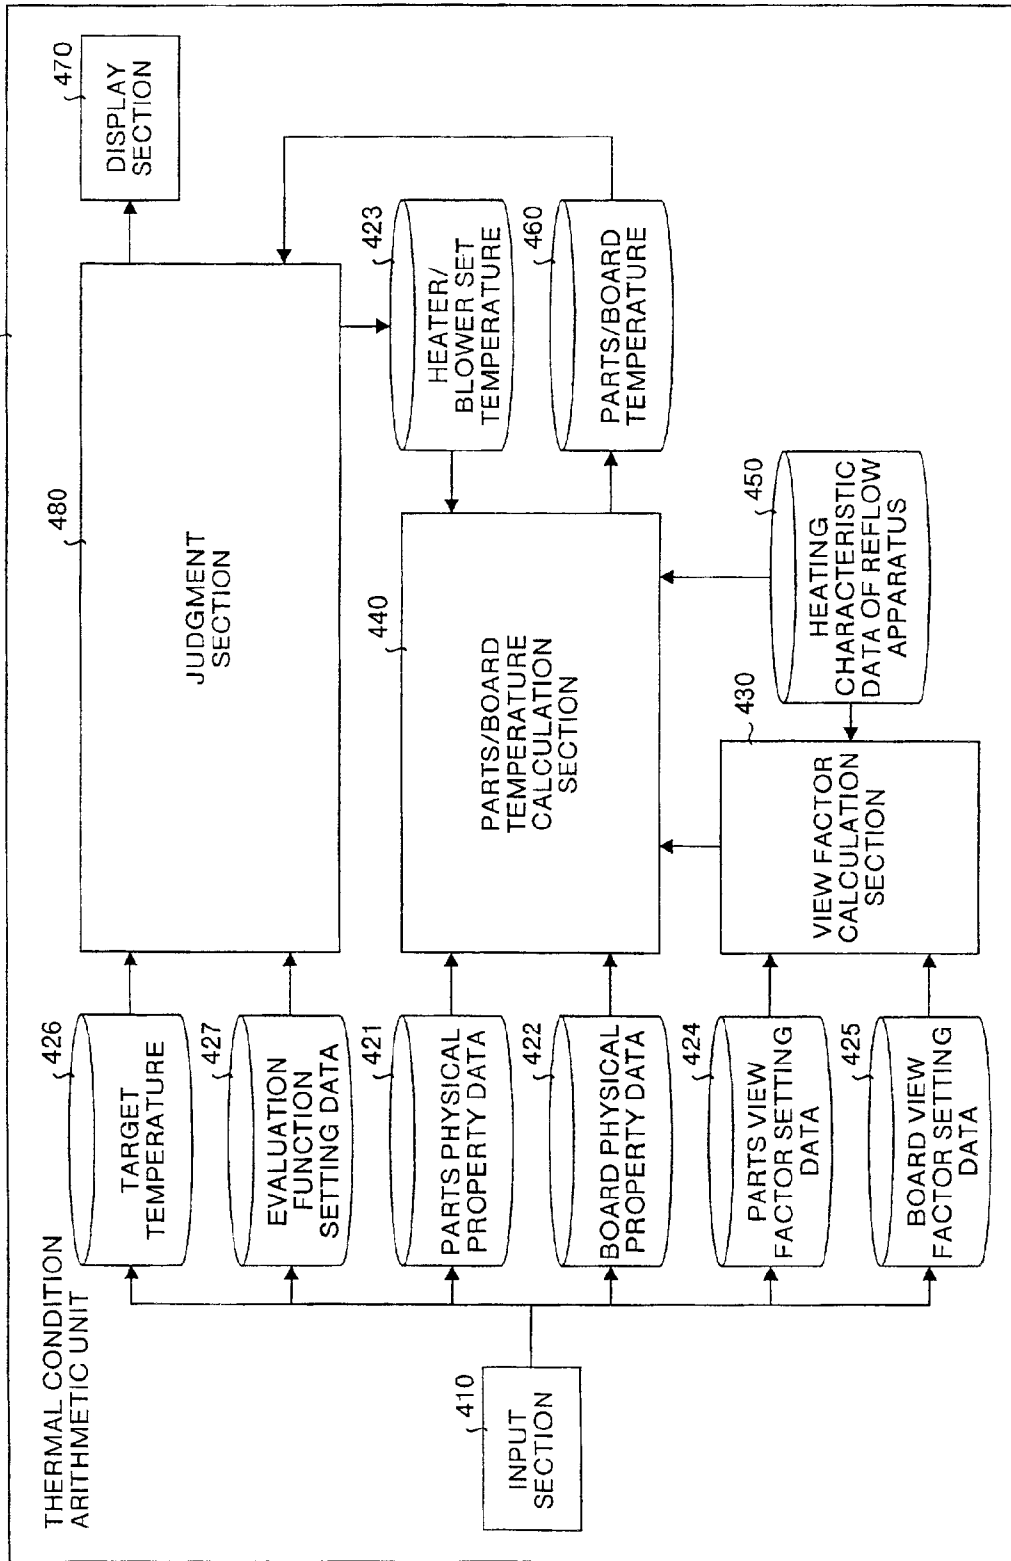 THERMAL CONDITION
ARITHMETIC UNIT
410
INPUT
SECTION
426
TARGET
TEMPERATURE
427
EVALUATION
FUNCTION
SETTING DATA
421
PARTS PHYSICAL
PROPERTY DATA
422
BOARD PHYSICAL
PROPERTY DATA
424
PARTS VIEW
FACTOR SETTING
DATA
425
BOARD VIEW
FACTOR SETTING
DATA
480
JUDGMENT
SECTION
440
PARTS/BOARD
TEMPERATURE
CALCULATION
SECTION
430
VIEW FACTOR
CALCULATION
SECTION
450
HEATING
CHARACTERISTIC
DATA OF REFLOW
APPARATUS
423
HEATER/
BLOWER SET
TEMPERATURE
460
PARTS/BOARD
TEMPERATURE
470
DISPLAY
SECTION